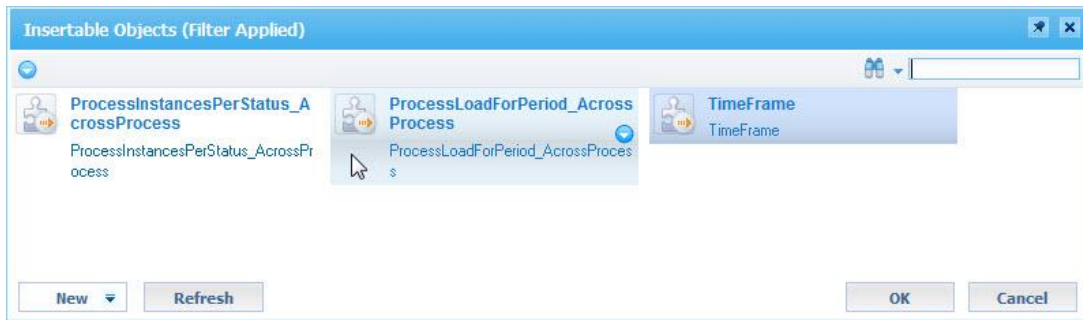 Insertable Objects (Filter Applied)
ProcessInstancesPerStatus_A
crossProcess
ProcessInstancesPerStatus_AcrossPr
ocess
ProcessLoadForPeriod_Across
Process
ProcessLoadForPeriod_AcrossProces
s
TimeFrame
TimeFrame
New
Refresh
OK
Cancel